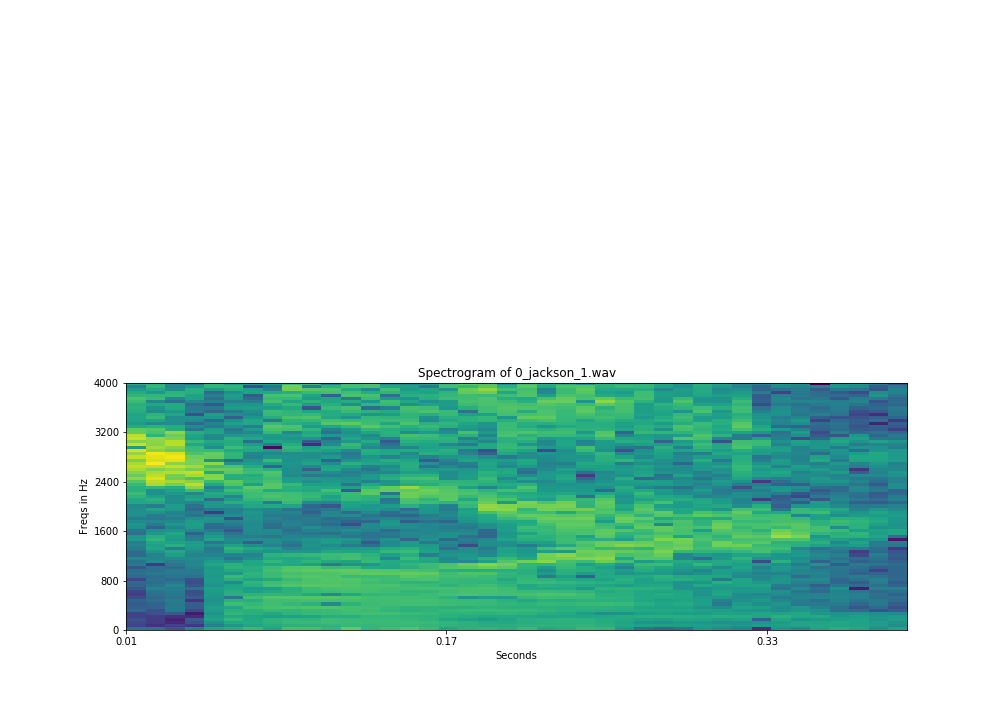 Spectrogram of 0_jackson_1.wav
4000
3200
2400
1600
800
0
Freqs in Hz
0.01 0.17 0.33
Seconds